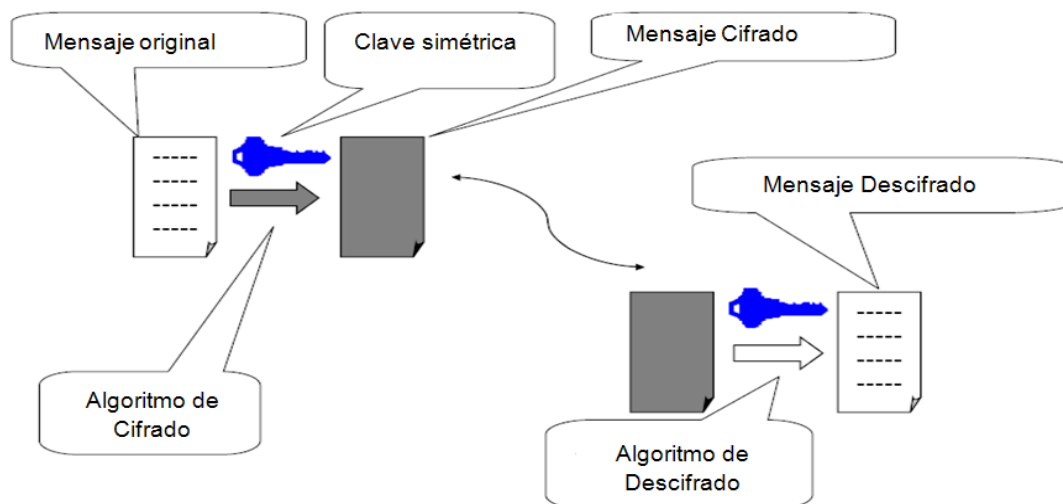 Mensaje original
Clave simétrica
Mensaje Cifrado
Mensaje Descifrado
Algoritmo de
Cifrado
Algoritmo de
Descifrado